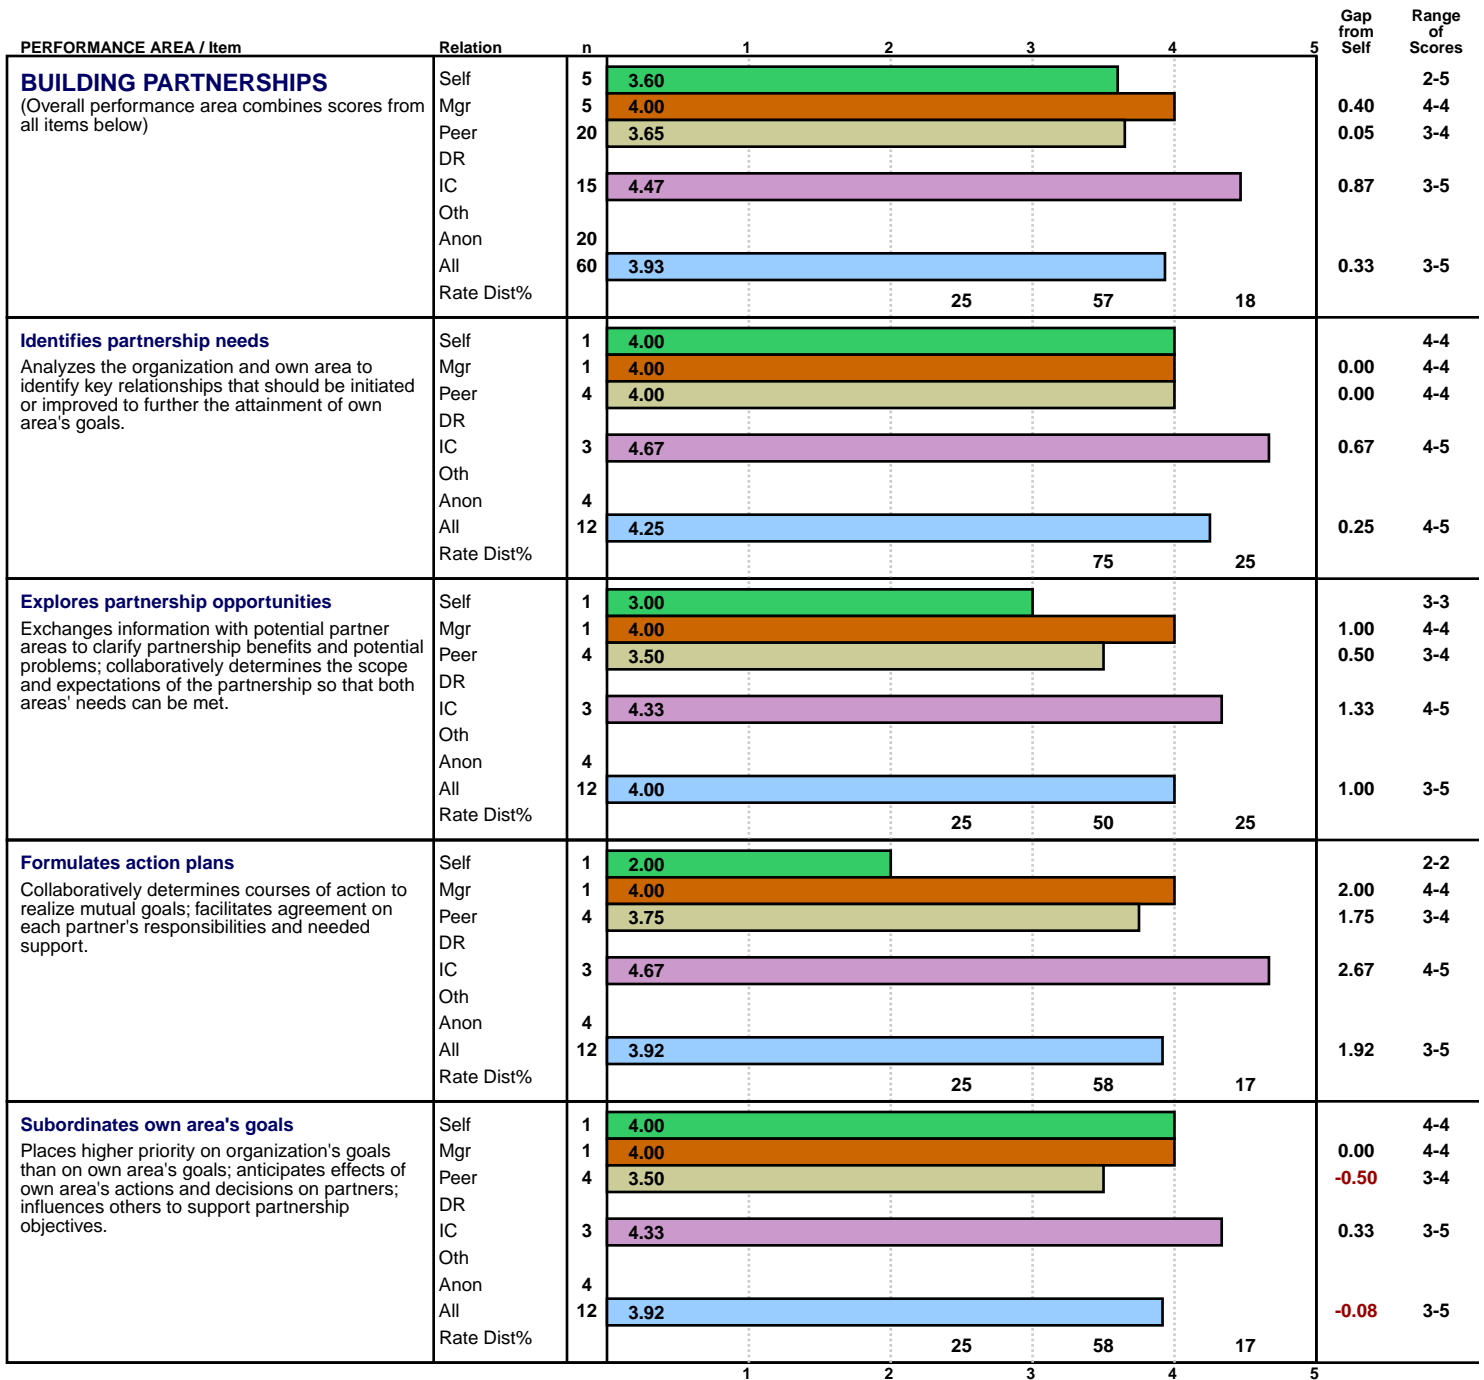 Gap Range
from of
PERFORMANCE AREA / Item Relation n 1 2 3 4 5 Self Scores
BUILDING PARTNERSHIPS
(Overall performance area combines scores from
all items below)
Self 5 3.60 2-5
Mgr 5 4.00 0.40 4-4
Peer 20 3.65 0.05 3-4
DR
IC 15 4.47 0.87 3-5
Oth
Anon 20
All 60 3.93 0.33 3-5
Rate Dist% 25 57 18
Identifies partnership needs
Analyzes the organization and own area to
identify key relationships that should be initiated
or improved to further the attainment of own
area's goals.
Self 1 4.00 4-4
Mgr 1 4.00 0.00 4-4
Peer 4 4.00 0.00 4-4
DR
IC 3 4.67 0.67 4-5
Oth
Anon 4
All 12 4.25 0.25 4-5
Rate Dist% 75 25
Explores partnership opportunities
Exchanges information with potential partner
areas to clarify partnership benefits and potential
problems; collaboratively determines the scope
and expectations of the partnership so that both
areas' needs can be met.
Self 1 3.00 3-3
Mgr 1 4.00 1.00 4-4
Peer 4 3.50 0.50 3-4
DR
IC 3 4.33 1.33 4-5
Oth
Anon 4
All 12 4.00 1.00 3-5
Rate Dist% 25 50 25
Formulates action plans
Collaboratively determines courses of action to
realize mutual goals; facilitates agreement on
each partner's responsibilities and needed
support.
Self 1 2.00 2-2
Mgr 1 4.00 2.00 4-4
Peer 4 3.75 1.75 3-4
DR
IC 3 4.67 2.67 4-5
Oth
Anon 4
All 12 3.92 1.92 3-5
Rate Dist% 25 58 17
Subordinates own area's goals
Places higher priority on organization's goals
than on own area's goals; anticipates effects of
own area's actions and decisions on partners;
influences others to support partnership
objectives.
Self 1 4.00 4-4
Mgr 1 4.00 0.00 4-4
Peer 4 3.50 -0.50 3-4
DR
IC 3 4.33 0.33 3-5
Oth
Anon 4
All 12 3.92 -0.08 3-5
Rate Dist% 25 58 17
1 2 3 4 5